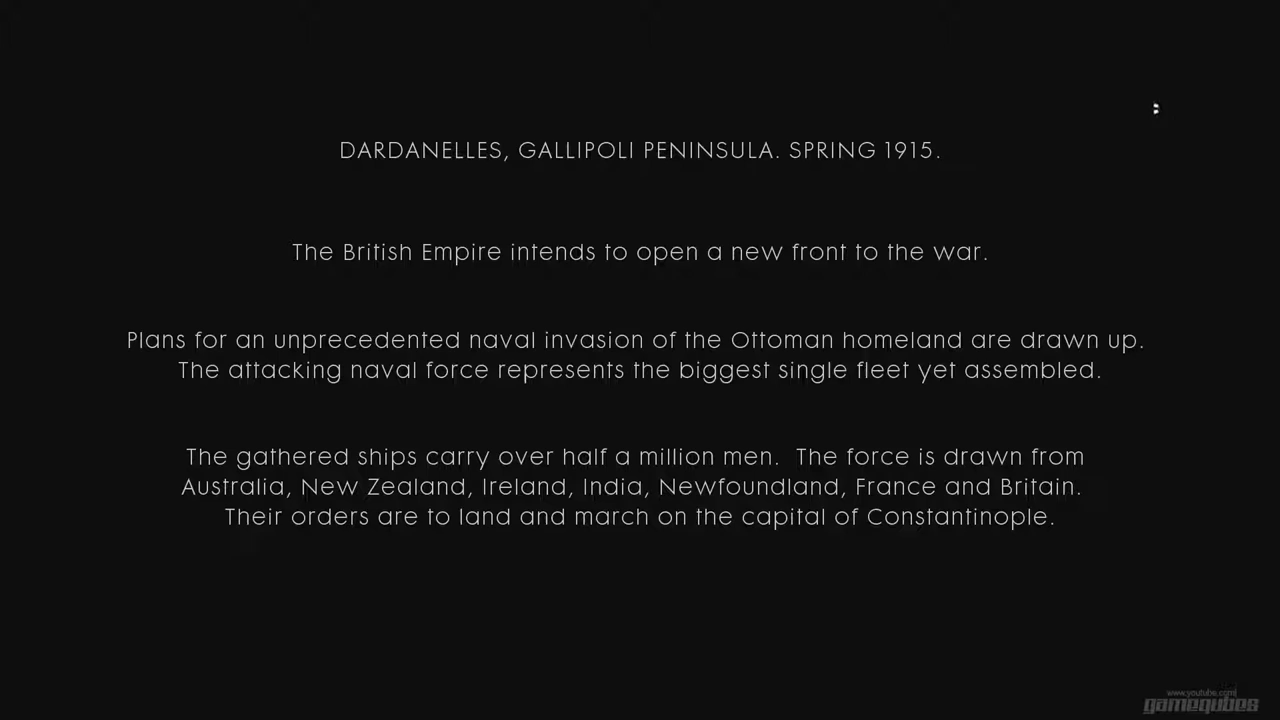 DARDANELLES, GALLIPOLI PENINSULA. SPRING 1915.
The British Empire intends to open a new front to the war.
Plans for an unprecedented naval invasion of the Ottoman homeland are drawn up.
The attacking naval force represents the biggest single fleet yet assembled.
The gathered ships carry over half a million men.  The force is drawn from
Australia, New Zealand, Ireland, India, Newfoundland, France and Britain.
Their orders are to land and march on the capital of Constantinople.
www.youtube.com/
gamequbes